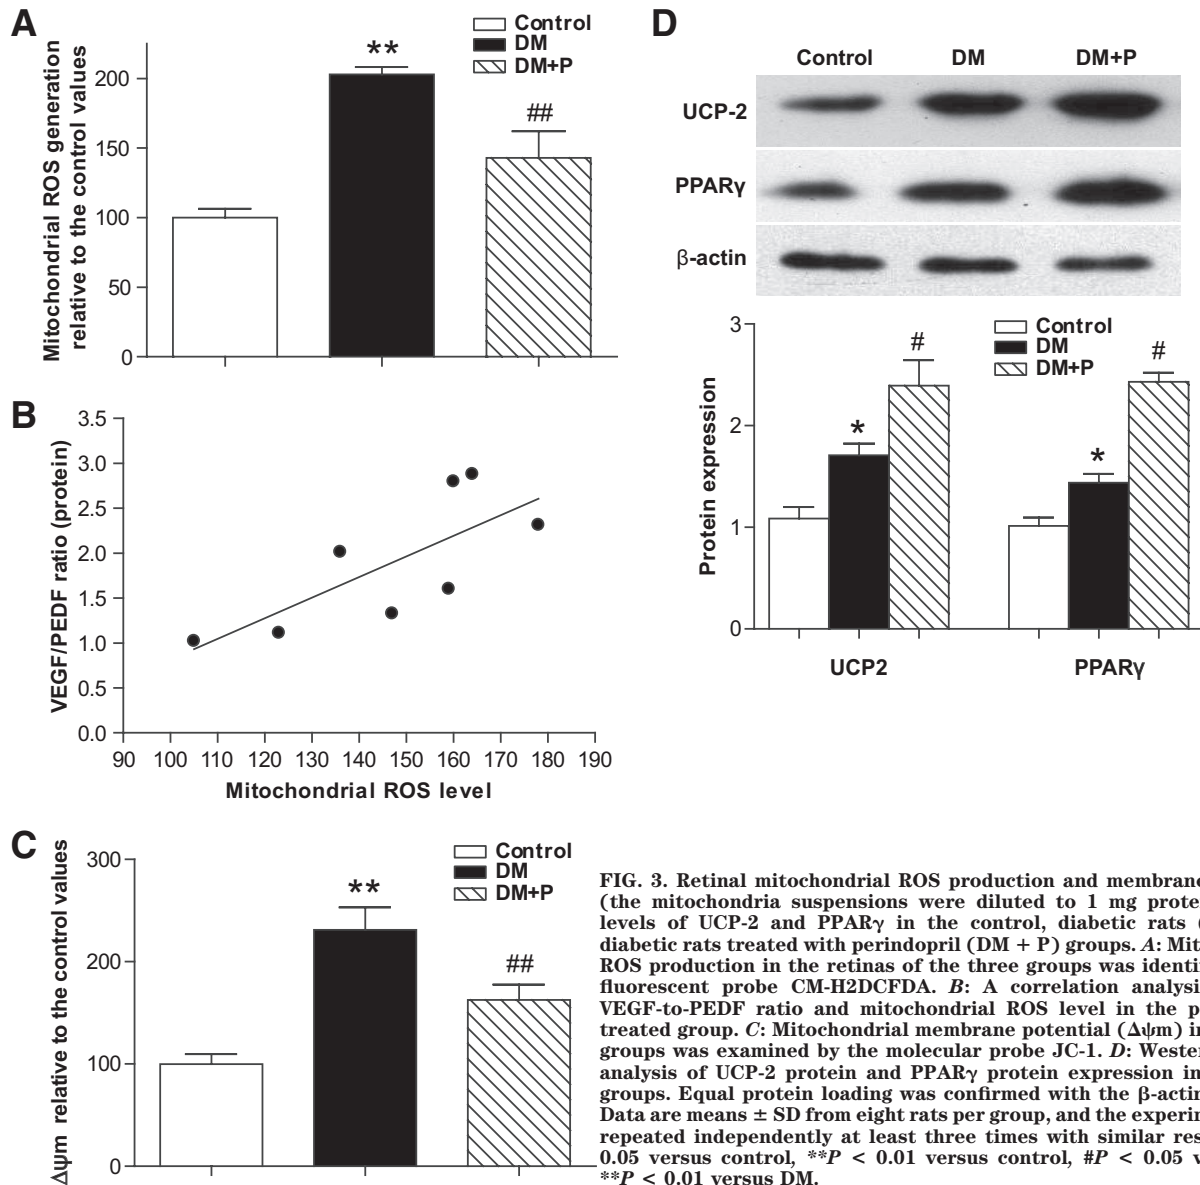 A
Mitochondrial ROS generation
relative to the control values
200
150
100
50
0
**
##
Control
DM
DM+P
B
VEGF/PEDF ratio (protein)
3.5
3.0
2.5
2.0
1.5
1.0
0.5
0.0
90 100 110 120 130 140 150 160 170 180 190
Mitochondrial ROS level
C
Δψm relative to the control values
300
200
100
0
**
##
Control
DM
DM+P
D
Control DM DM+P
UCP-2
PPARγ
β-actin
Protein expression
3
2
1
0
*
#
*
#
Control
DM
DM+P
UCP2 PPARγ
FIG. 3. Retinal mitochondrial ROS production and membrane
(the mitochondria suspensions were diluted to 1 mg prote
levels of UCP-2 and PPARγ in the control, diabetic rats (
diabetic rats treated with perindopril (DM + P) groups. A: Mit
ROS production in the retinas of the three groups was identi
fluorescent probe CM-H2DCFDA. B: A correlation analysi
VEGF-to-PEDF ratio and mitochondrial ROS level in the p
treated group. C: Mitochondrial membrane potential (Δψm) i
groups was examined by the molecular probe JC-1. D: Wester
analysis of UCP-2 protein and PPARγ protein expression in
groups. Equal protein loading was confirmed with the β-actin
Data are means ± SD from eight rats per group, and the experi
repeated independently at least three times with similar res
0.05 versus control, **P < 0.01 versus control, #P < 0.05 v
**P < 0.01 versus DM.